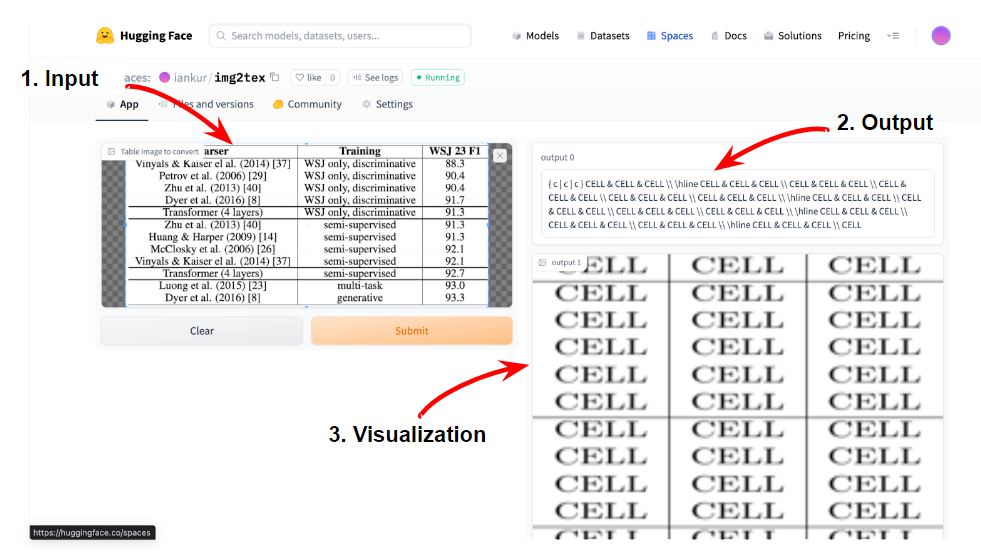 Hugging Face
Search models, datasets, users...
Models
Datasets
Spaces
Docs
Solutions
Pricing
1. Input
aces:
iankur/img2tex
like 0
See logs
Running
App
Files and versions
Community
Settings
2. Output
Table image to convert
arser Training WSJ 23 F1
Vinyals & Kaiser el al. (2014) [37] WSJ only, discriminative 88.3
Petrov et al. (2006) [29] WSJ only, discriminative 90.4
Zhu et al. (2013) [40] WSJ only, discriminative 90.4
Dyer et al. (2016) [8] WSJ only, discriminative 91.7
Transformer (4 layers) WSJ only, discriminative 91.3
Zhu et al. (2013) [40] semi-supervised 91.3
Huang & Harper (2009) [14] semi-supervised 91.3
McClosky et al. (2006) [26] semi-supervised 92.1
Vinyals & Kaiser el al. (2014) [37] semi-supervised 92.1
Transformer (4 layers) semi-supervised 92.7
Luong et al. (2015) [23] multi-task 93.0
Dyer et al. (2016) [8] generative 93.3
Clear
Submit
output 0
{ c | c | c } CELL & CELL & CELL \\ \hline CELL & CELL & CELL \\ CELL & CELL & CELL \\ CELL &
CELL & CELL \\ CELL & CELL & CELL \\ CELL & CELL & CELL \\ \hline CELL & CELL & CELL \\ CELL
& CELL & CELL \\ CELL & CELL & CELL \\ CELL & CELL & CELL \\ \hline CELL & CELL & CELL \\
CELL & CELL & CELL \\ CELL & CELL & CELL \\ \hline CELL & CELL & CELL \\ CELL
output 1
CELL CELL CELL
CELL CELL CELL
CELL CELL CELL
CELL CELL CELL
CELL CELL CELL
CELL CELL CELL
CELL CELL CELL
CELL CELL CELL
CELL CELL CELL
CELL CELL CELL
CELL CELL CELL
3. Visualization
https://huggingface.co/spaces